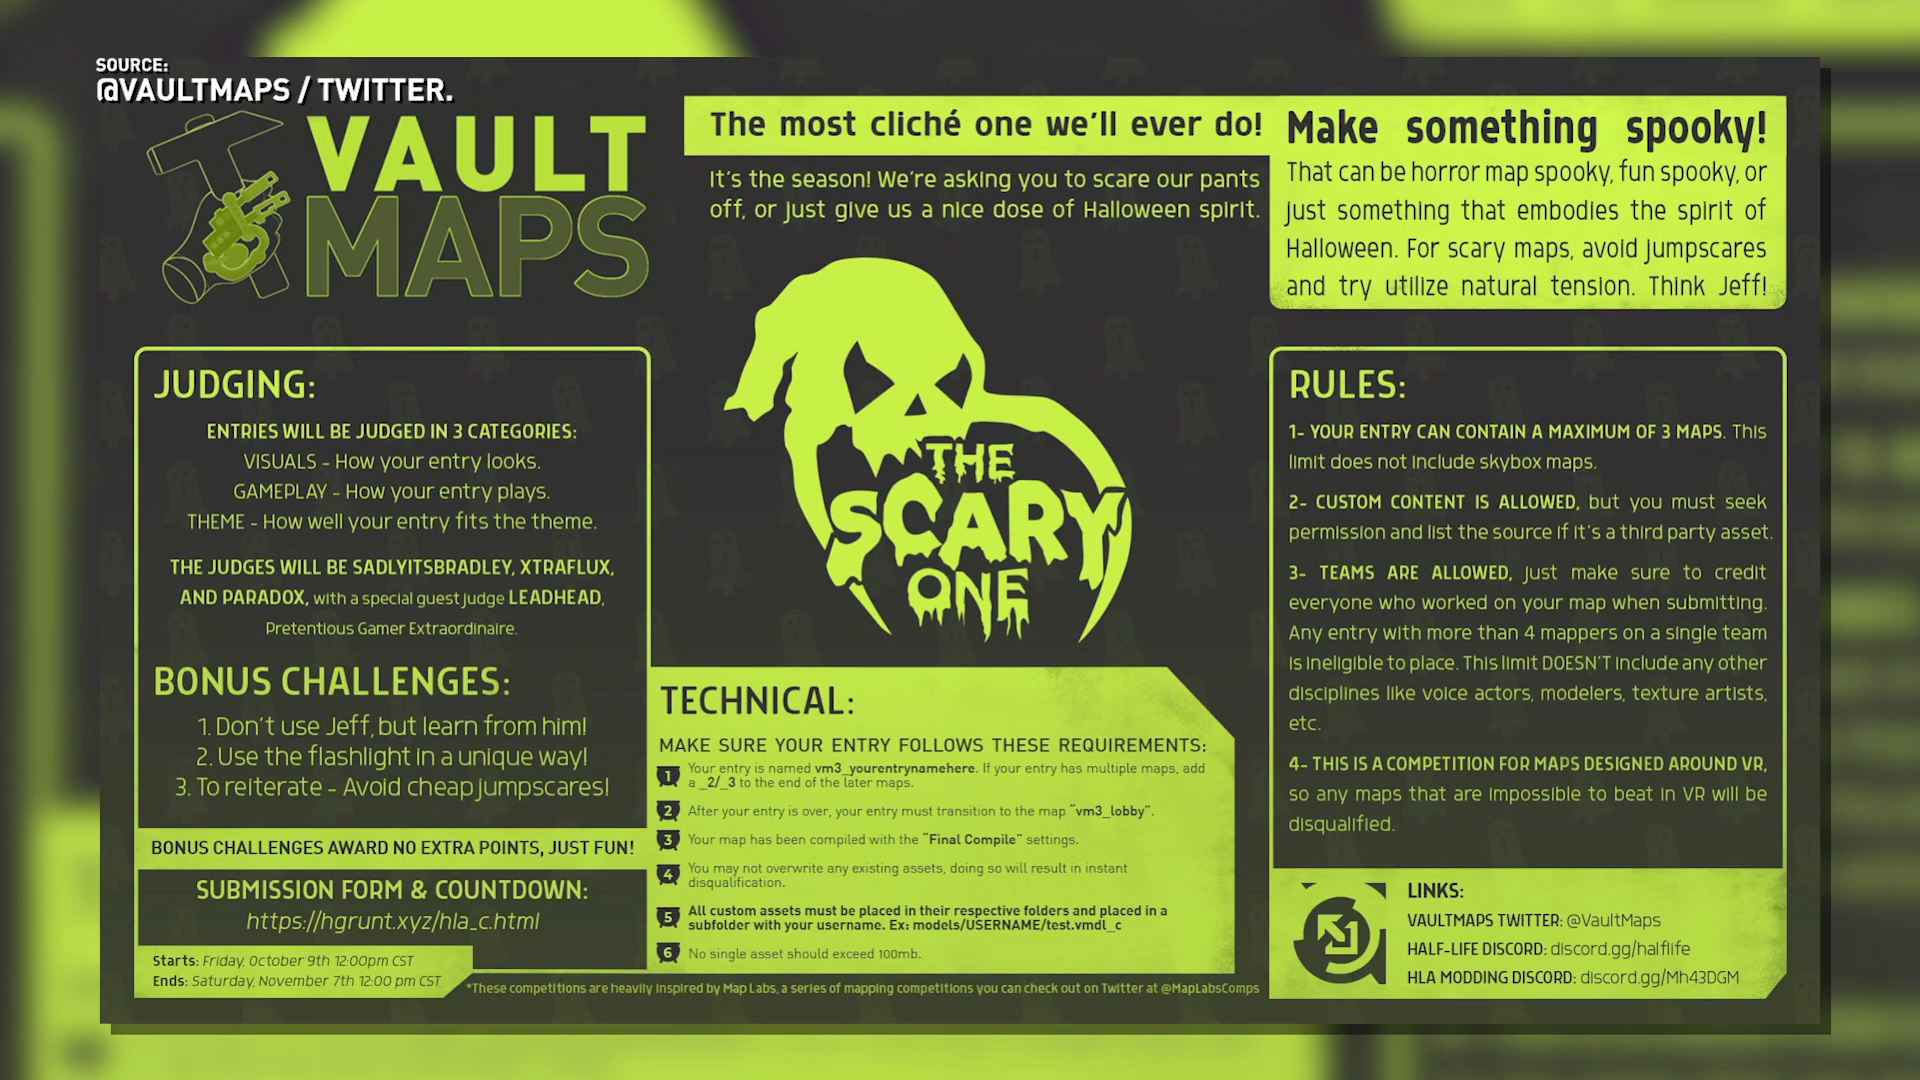 SOURCE:
@VAULTMAPS / TWITTER.
VAULT
MAPS
The most cliché one we'll ever do!
It's the season! We're asking you to scare our pants
off, or just give us a nice dose of Halloween spirit.
Make something spooky!
That can be horror map spooky, fun spooky, or
just something that embodies the spirit of
Halloween. For scary maps, avoid jumpscares
and try utilize natural tension. Think Jeff!
THE
SCARY
ONE
JUDGING:
ENTRIES WILL BE JUDGED IN 3 CATEGORIES:
VISUALS - How your entry looks.
GAMEPLAY - How your entry plays.
THEME - How well your entry fits the theme.
THE JUDGES WILL BE SADLYITSBRADLEY, XTRAFLUX,
AND PARADOX, with a special guest judge LEADHEAD,
Pretentious Gamer Extraordinaire.
BONUS CHALLENGES:
1. Don't use Jeff, but learn from him!
2. Use the flashlight in a unique way!
3. To reiterate - Avoid cheap jumpscares!
BONUS CHALLENGES AWARD NO EXTRA POINTS, JUST FUN!
SUBMISSION FORM & COUNTDOWN:
https://hgrunt.xyz/hla_c.html
Starts: Friday, October 9th 12:00pm CST
Ends: Saturday, November 7th 12:00 pm CST
TECHNICAL:
MAKE SURE YOUR ENTRY FOLLOWS THESE REQUIREMENTS:
1 Your entry is named vm3_yourentrynamehere. If your entry has multiple maps, add
a _2/_3 to the end of the later maps.
2 After your entry is over, your entry must transition to the map "vm3_lobby".
3 Your map has been compiled with the "Final Compile" settings.
4 You may not overwrite any existing assets, doing so will result in instant
disqualification.
5 All custom assets must be placed in their respective folders and placed in a
subfolder with your username. Ex: models/USERNAME/test.vmdl_c
6 No single asset should exceed 100mb.
*These competitions are heavily inspired by Map Labs, a series of mapping competitions you can check out on Twitter at @MapLabsComps
RULES:
1- YOUR ENTRY CAN CONTAIN A MAXIMUM OF 3 MAPS. This
limit does not include skybox maps.
2- CUSTOM CONTENT IS ALLOWED, but you must seek
permission and list the source if it's a third party asset.
3- TEAMS ARE ALLOWED, just make sure to credit
everyone who worked on your map when submitting.
Any entry with more than 4 mappers on a single team
is ineligible to place. This limit DOESN'T include any other
disciplines like voice actors, modelers, texture artists,
etc.
4- THIS IS A COMPETITION FOR MAPS DESIGNED AROUND VR,
so any maps that are impossible to beat in VR will be
disqualified.
LINKS:
VAULTMAPS TWITTER: @VaultMaps
HALF-LIFE DISCORD: discord.gg/halflife
HLA MODDING DISCORD: discord.gg/Mh43DGM